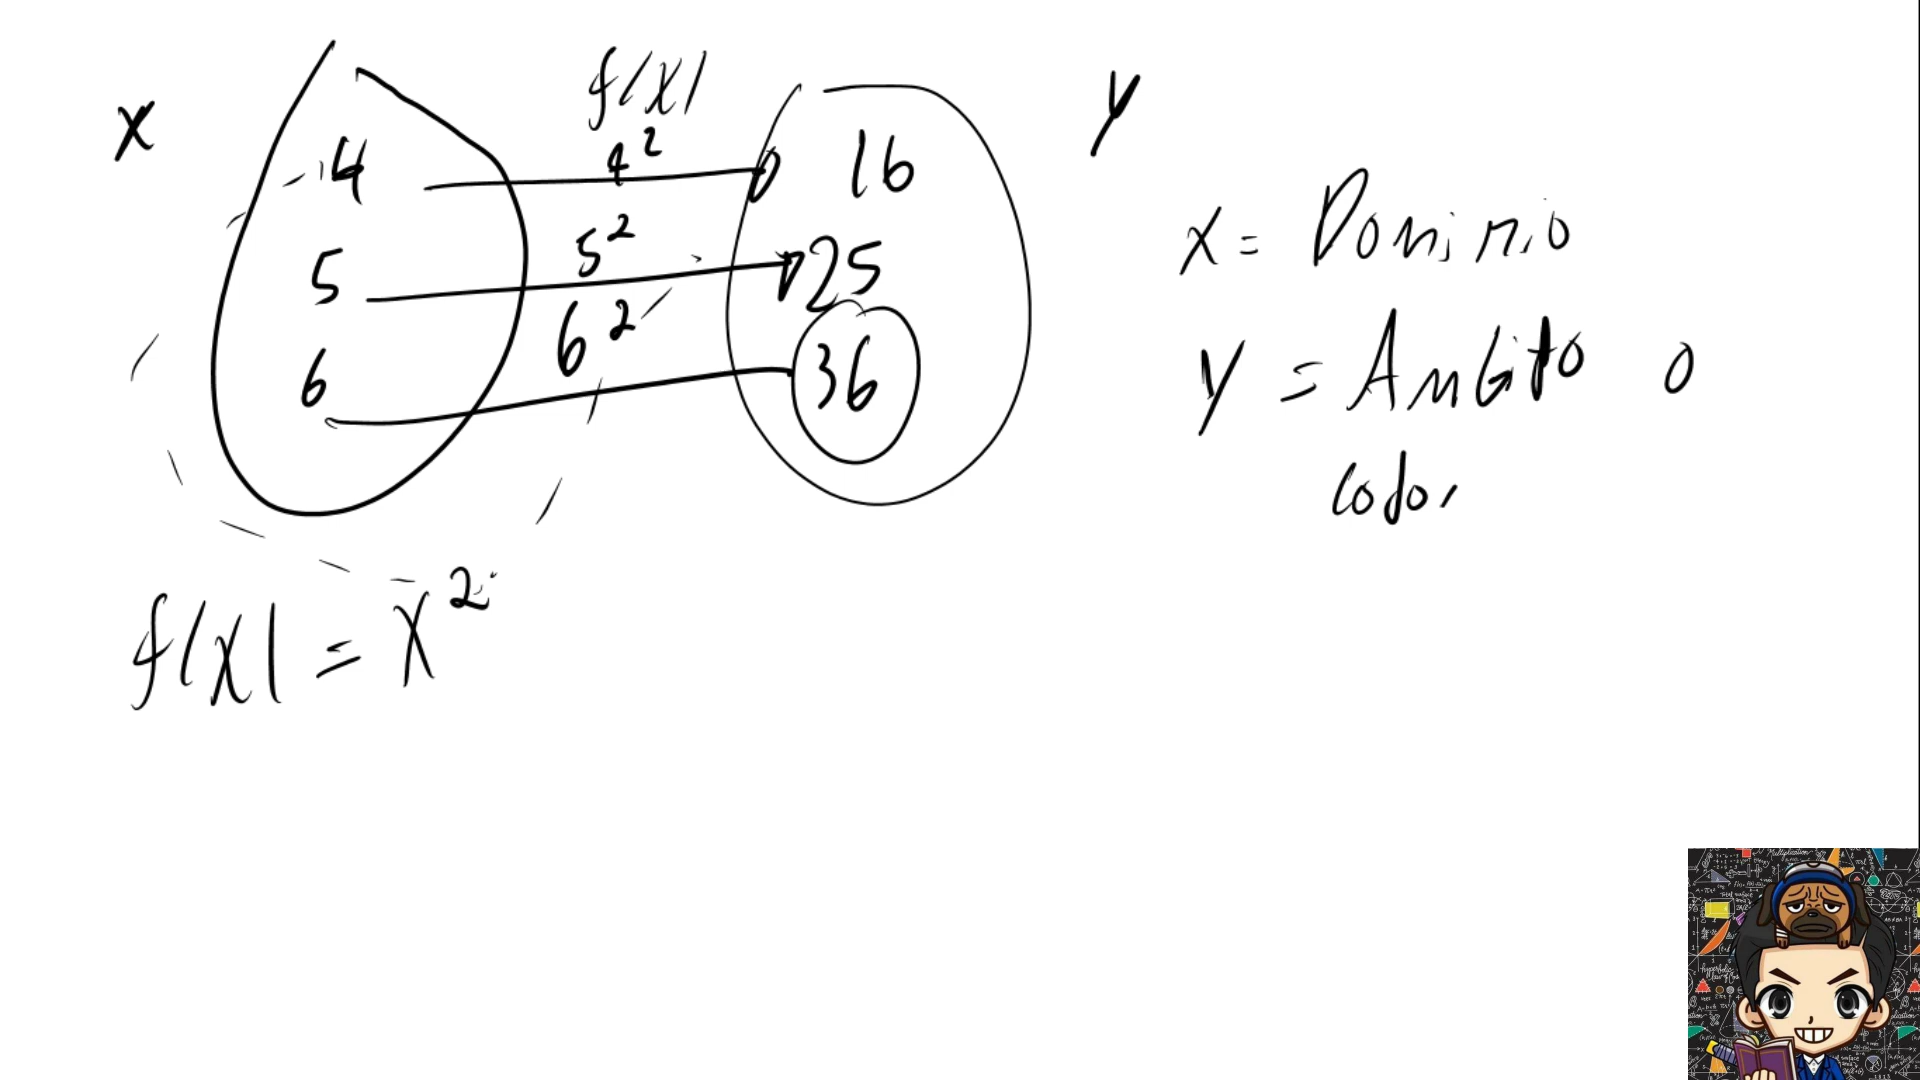 x
f(x)
y
4
4²
16
5
5²
25
6
6²
36
x = Dominio
y = Ambito o
codo
f(x) = x²